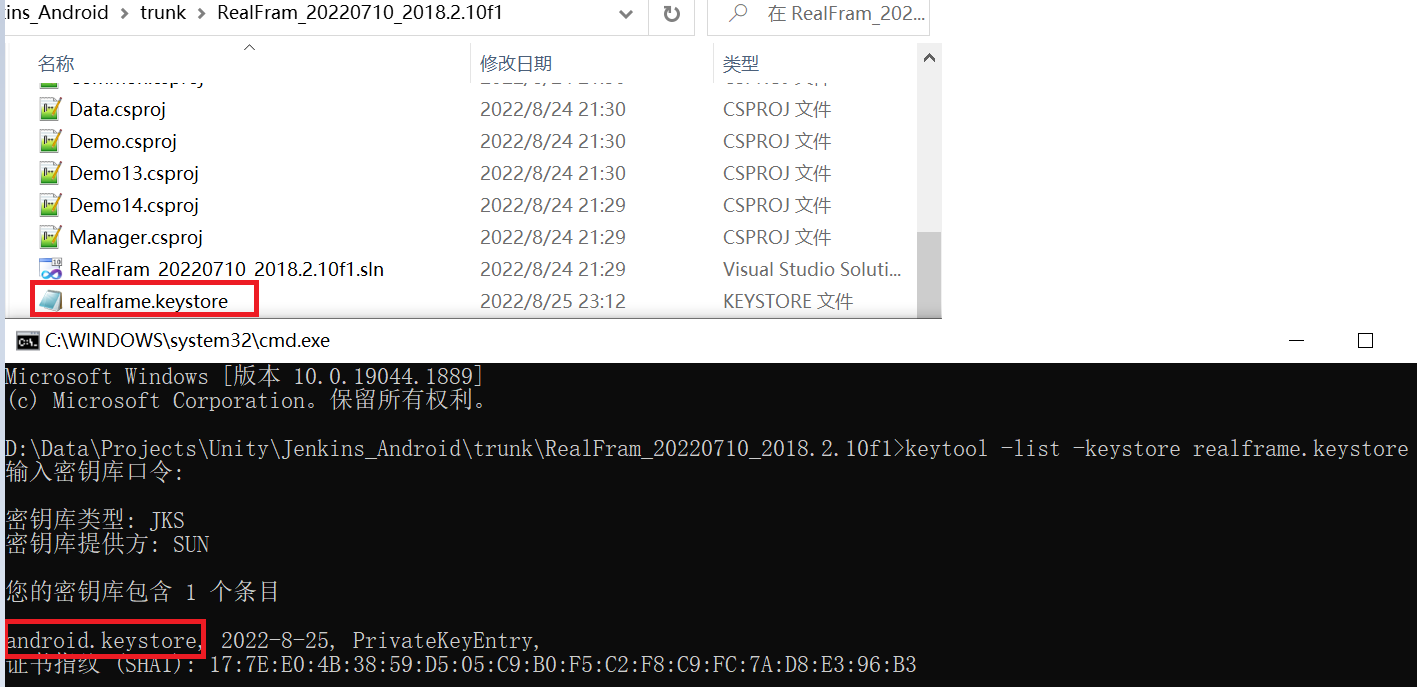 ins_Android > trunk > RealFram_20220710_2018.2.10f1
在 RealFram_202...
名称 修改日期 类型
Data.csproj 2022/8/24 21:30 CSPROJ 文件
Demo.csproj 2022/8/24 21:30 CSPROJ 文件
Demo13.csproj 2022/8/24 21:30 CSPROJ 文件
Demo14.csproj 2022/8/24 21:29 CSPROJ 文件
Manager.csproj 2022/8/24 21:29 CSPROJ 文件
RealFram_20220710_2018.2.10f1.sln 2022/8/24 21:29 Visual Studio Soluti...
realframe.keystore 2022/8/25 23:12 KEYSTORE 文件
C:\WINDOWS\system32\cmd.exe
Microsoft Windows [版本 10.0.19044.1889]
(c) Microsoft Corporation。保留所有权利。
D:\Data\Projects\Unity\Jenkins_Android\trunk\RealFram_20220710_2018.2.10f1>keytool -list -keystore realframe.keystore
输入密钥库口令:
密钥库类型: JKS
密钥库提供方: SUN
您的密钥库包含 1 个条目
android.keystore, 2022-8-25, PrivateKeyEntry,
证书指纹 (SHA1): 17:7E:E0:4B:38:59:D5:05:C9:B0:F5:C2:F8:C9:FC:7A:D8:E3:96:B3